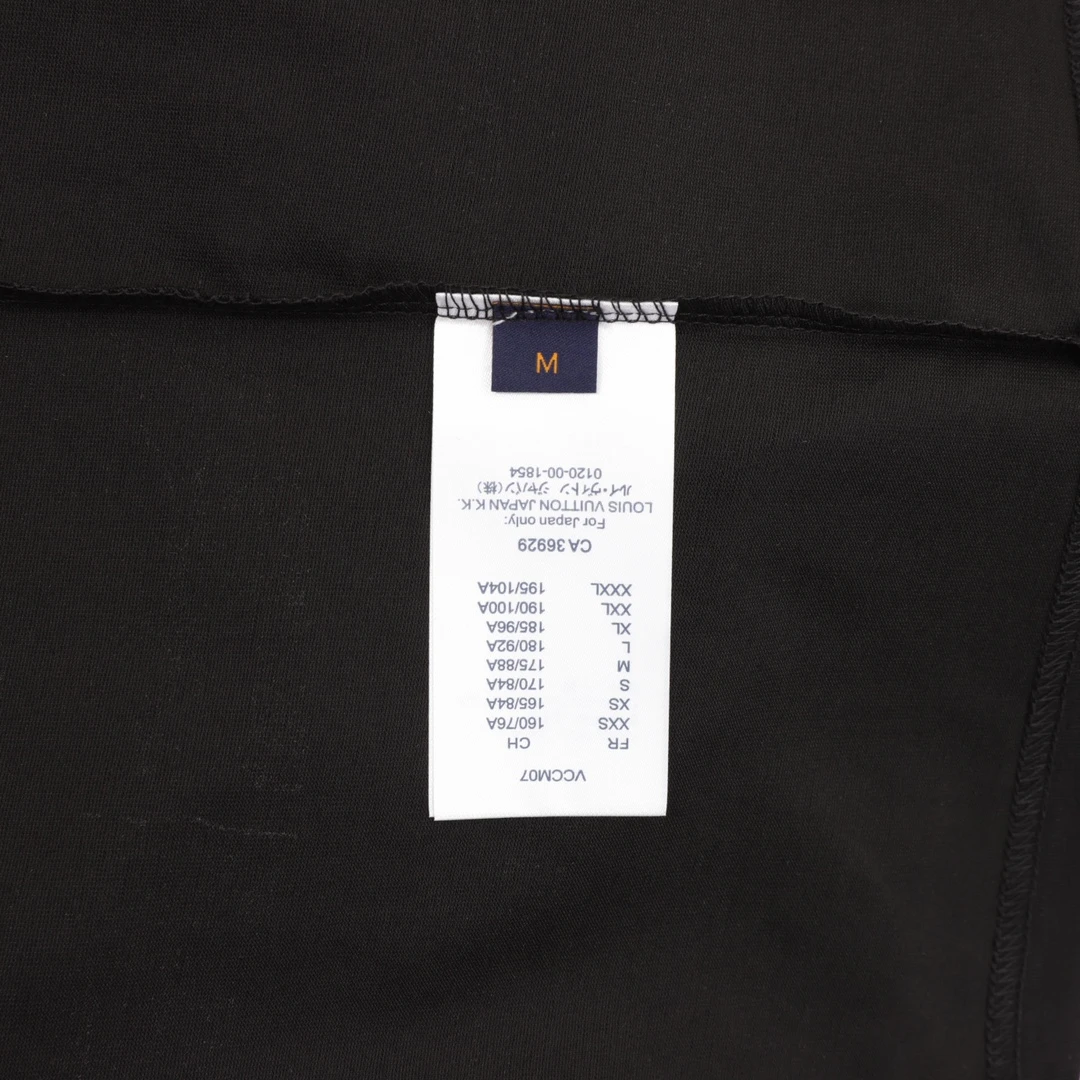 M
VCCM07
FR CH
XXS 160/76A
XS 165/84A
S 170/84A
M 175/88A
L 180/92A
XL 185/96A
XXL 190/100A
XXXL 195/104A
CA 36929
For Japan only:
LOUIS VUITTON JAPAN K.K.
ルイ・ヴィトン ジャパン(株)
0120-00-1854